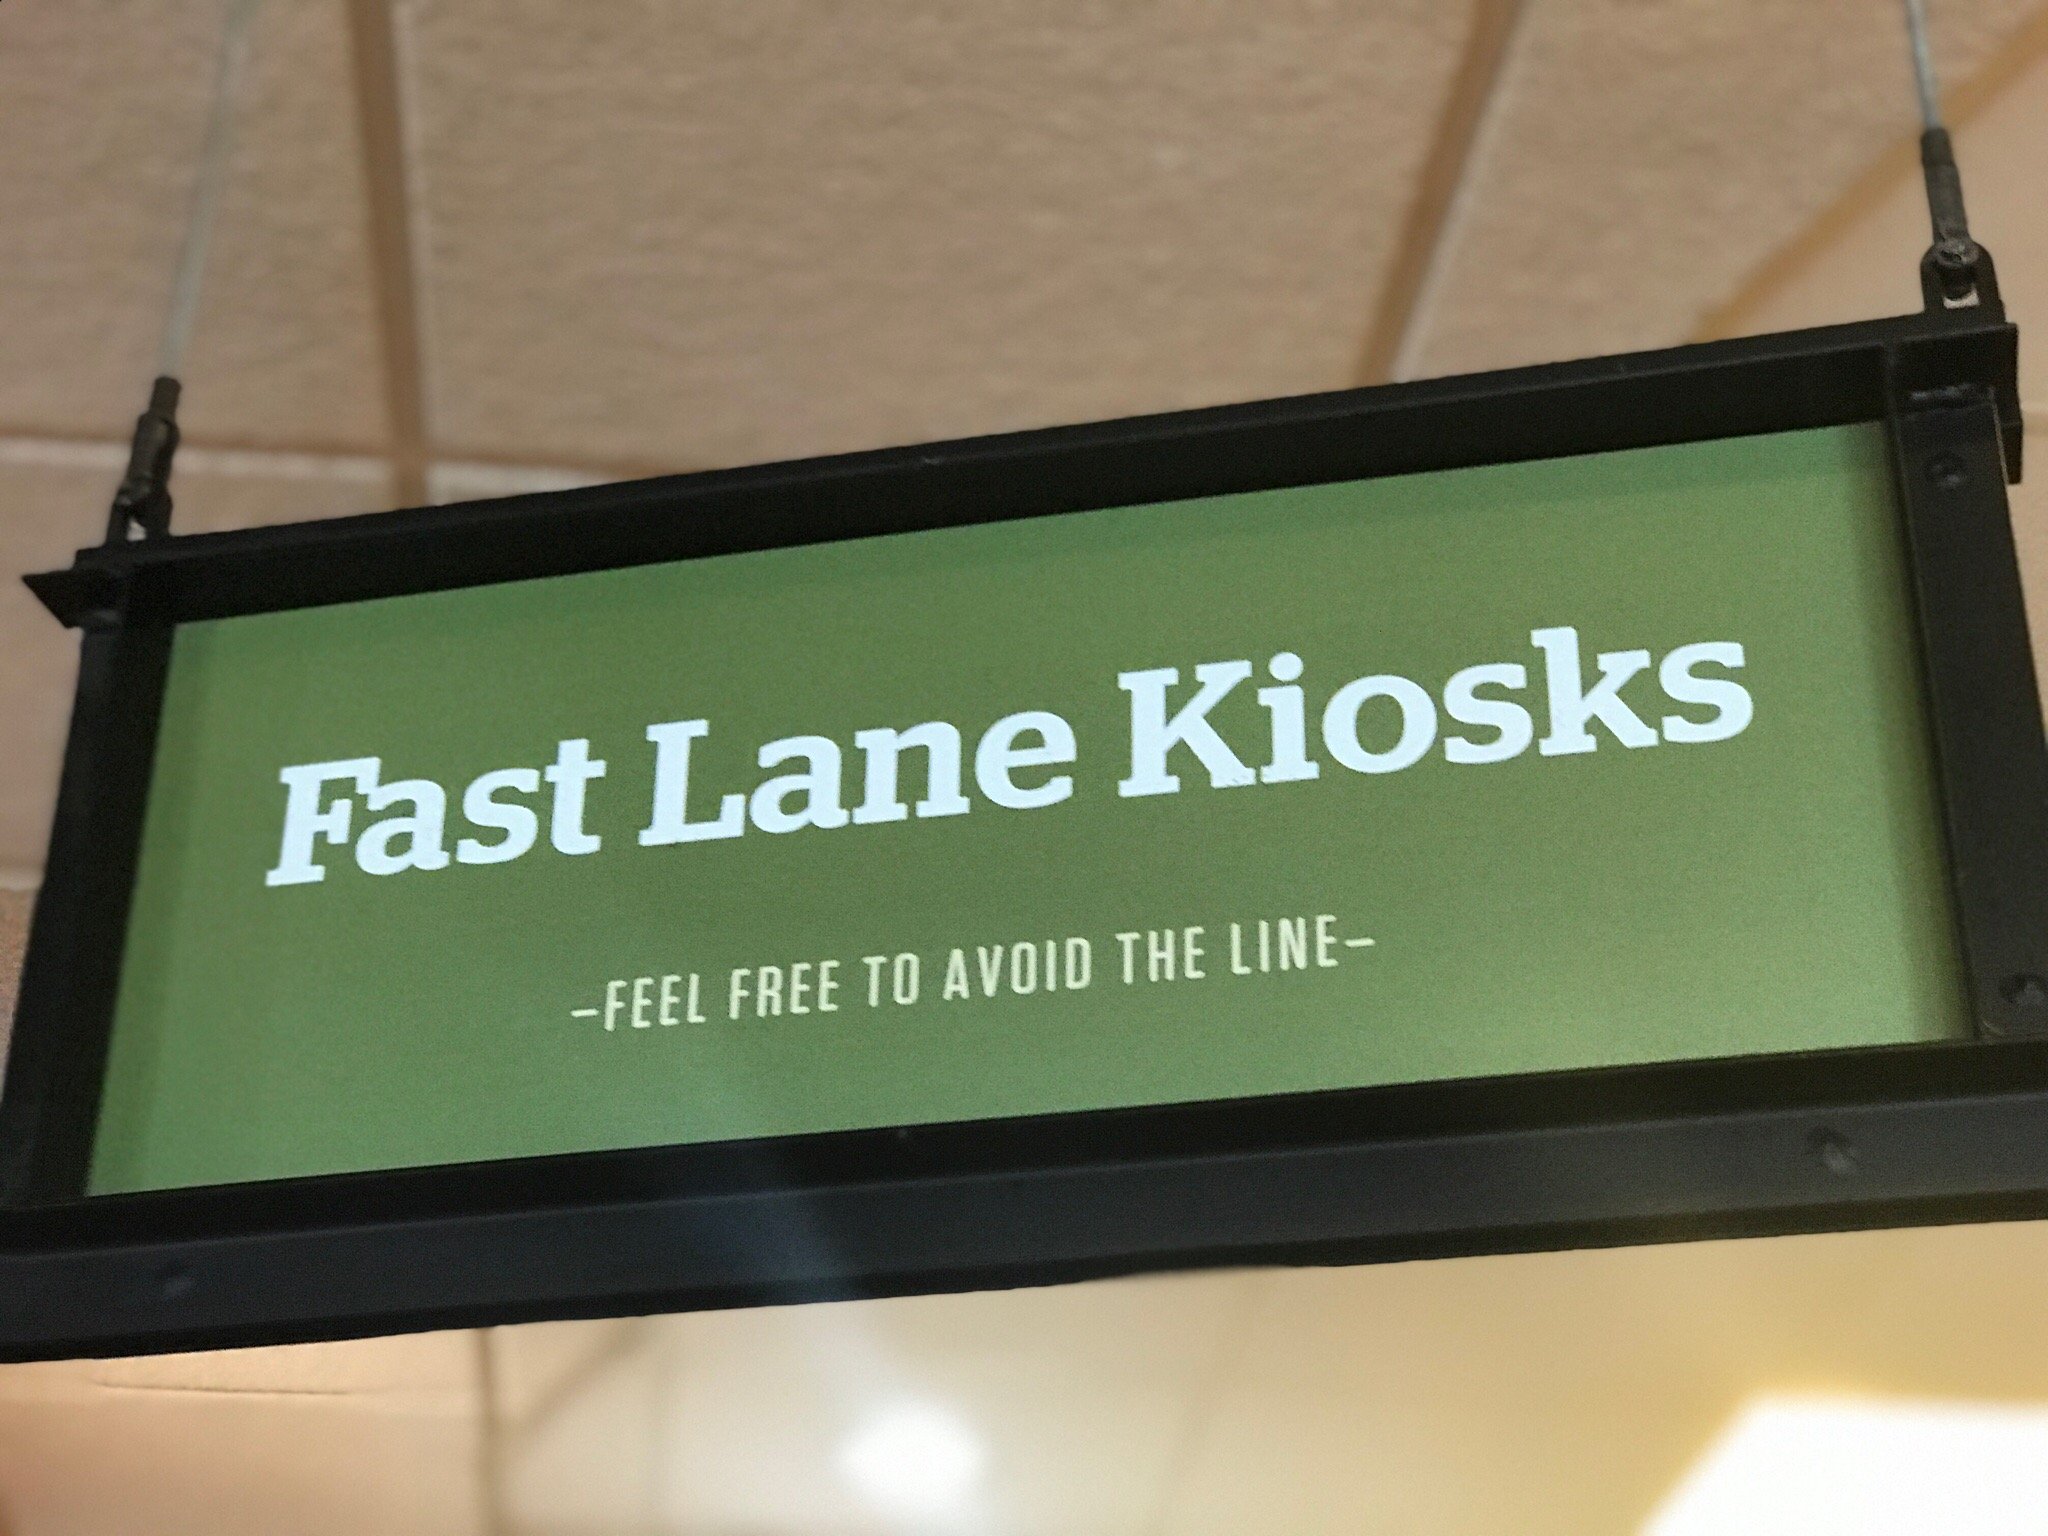 Fast Lane Kiosks
–FEEL FREE TO AVOID THE LINE–